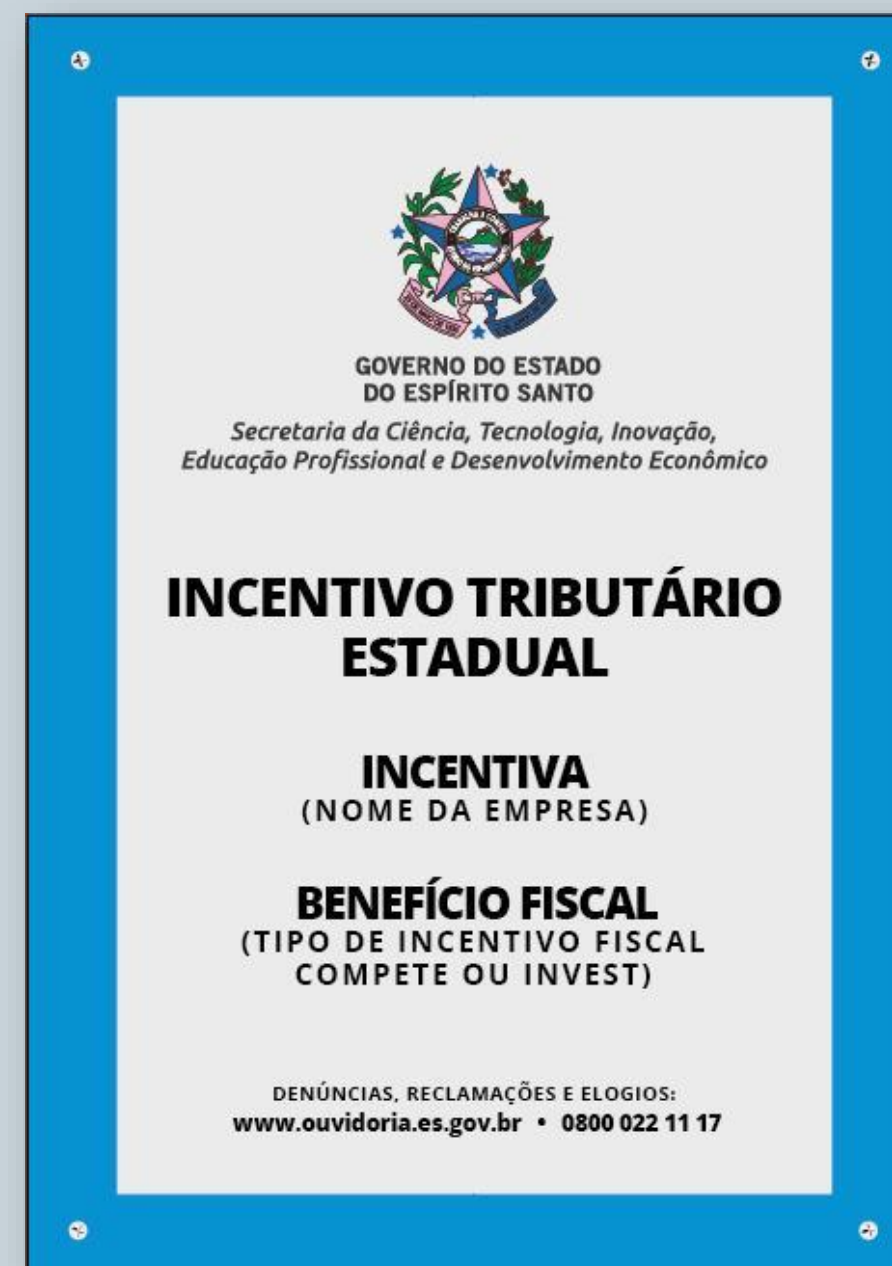 GOVERNO DO ESTADO
DO ESPÍRITO SANTO
Secretaria da Ciência, Tecnologia, Inovação,
Educação Profissional e Desenvolvimento Econômico
INCENTIVO TRIBUTÁRIO
ESTADUAL
INCENTIVA
(NOME DA EMPRESA)
BENEFÍCIO FISCAL
(TIPO DE INCENTIVO FISCAL
COMPETE OU INVEST)
DENÚNCIAS, RECLAMAÇÕES E ELOGIOS:
www.ouvidoria.es.gov.br • 0800 022 11 17